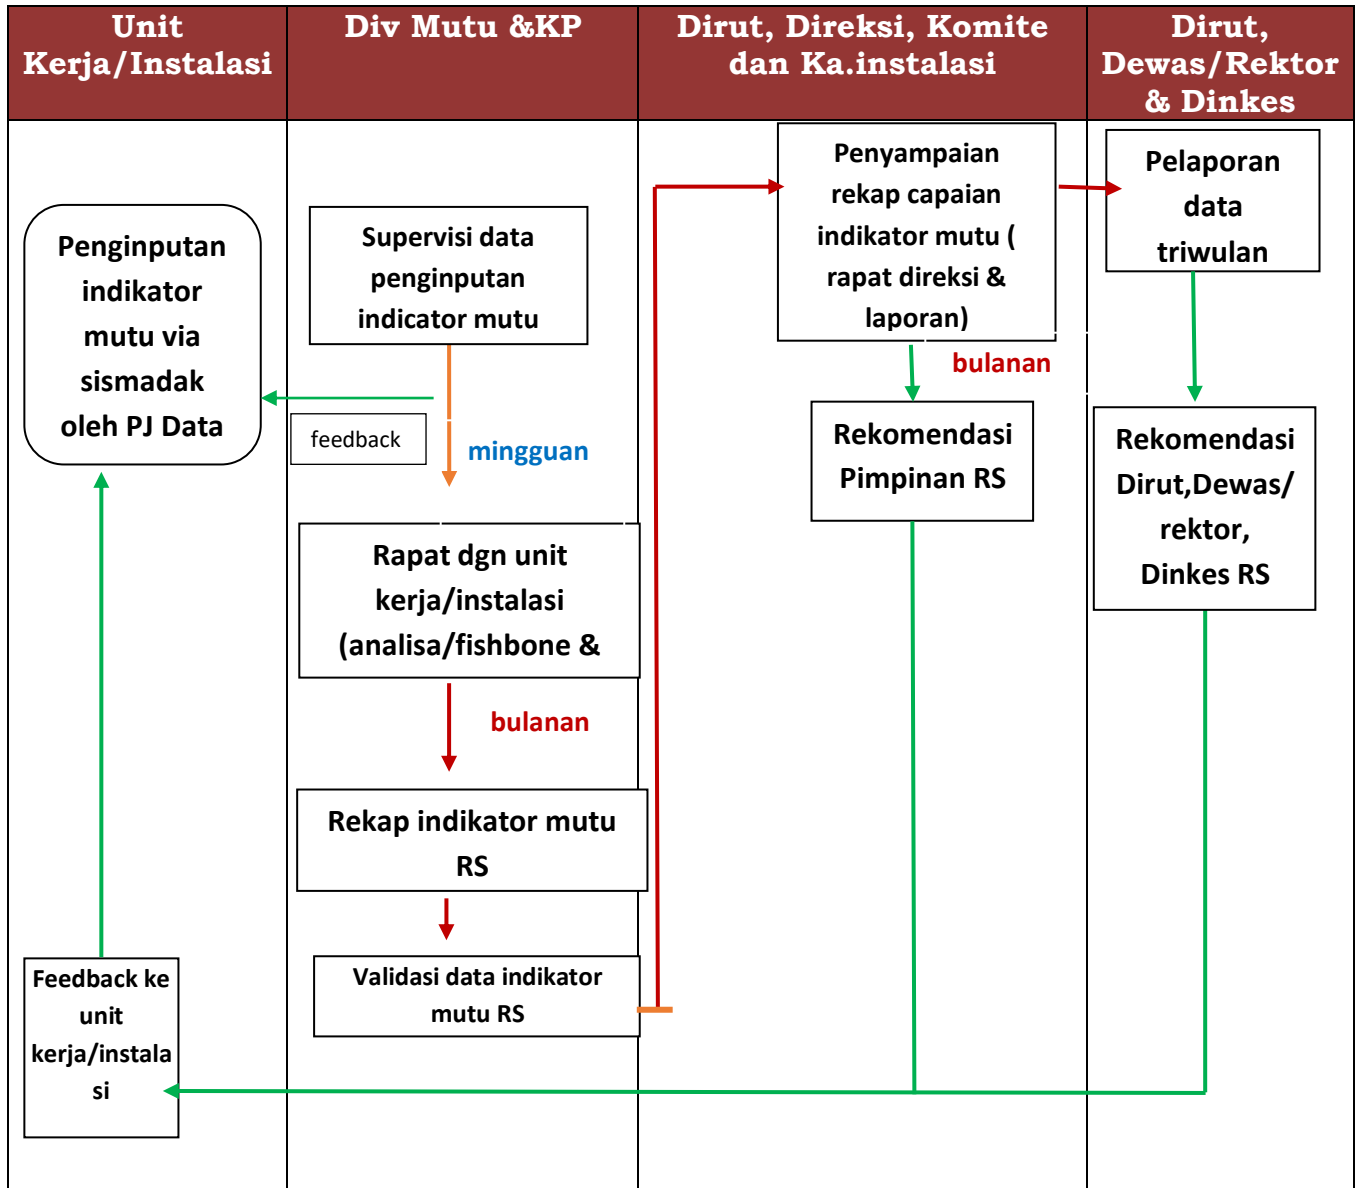 Unit
Kerja/Instalasi
Div Mutu &KP
Dirut, Direksi, Komite
dan Ka.instalasi
Dirut,
Dewas/Rektor
& Dinkes
Penginputan
indikator
mutu via
sismadak
oleh PJ Data
Feedback ke
unit
kerja/instala
si
Supervisi data
penginputan
indicator mutu
feedback
mingguan
Rapat dgn unit
kerja/instalasi
(analisa/fishbone &
bulanan
Rekap indikator mutu
RS
Validasi data indikator
mutu RS
Penyampaian
rekap capaian
indikator mutu (
rapat direksi &
laporan)
bulanan
Rekomendasi
Pimpinan RS
Pelaporan
data
triwulan
Rekomendasi
Dirut,Dewas/
rektor,
Dinkes RS